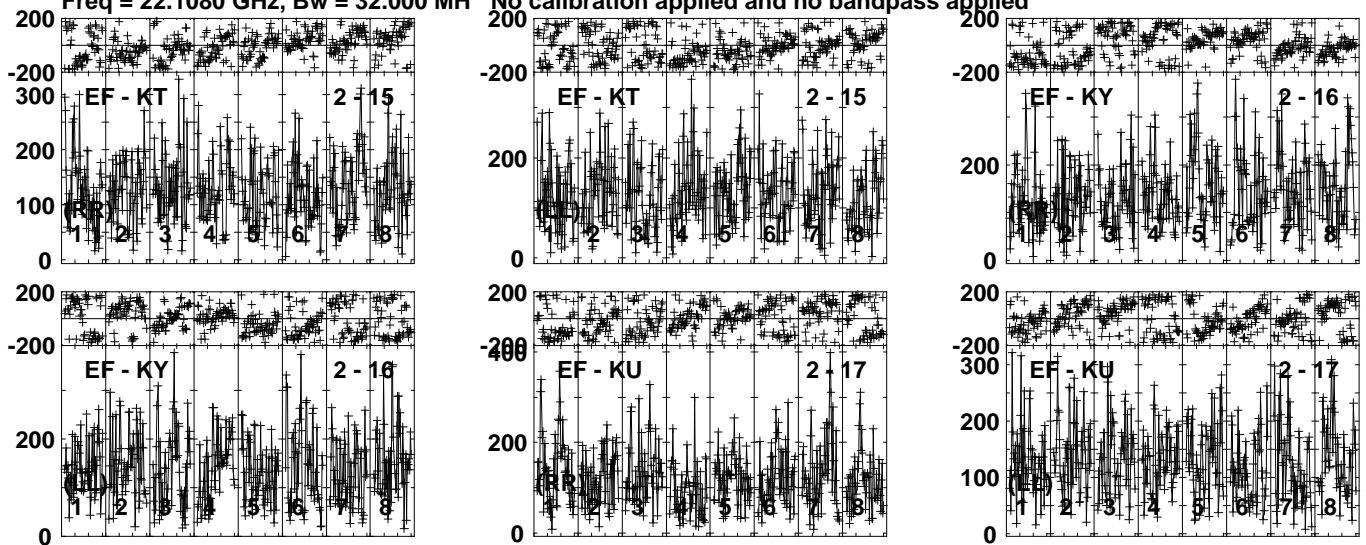 Freq = 22.1080 GHz, Bw = 32.000 MH No calibration applied and no bandpass applied
200
-200
300
200
100
0
EF - KT 2 - 15
(RR)
1 2 3 4 5 6 7 8
200
-200
200
0
EF - KT 2 - 15
(LL)
1 2 3 4 5 6 7 8
200
-200
200
0
EF - KY 2 - 16
(RR)
1 2 3 4 5 6 7 8
200
-200
200
0
EF - KY 2 - 16
(LL)
1 2 3 4 5 6 7 8
200
-200
400
200
0
EF - KU 2 - 17
(RR)
1 2 3 4 5 6 7 8
200
-200
300
200
100
0
EF - KU 2 - 17
(LL)
1 2 3 4 5 6 7 8